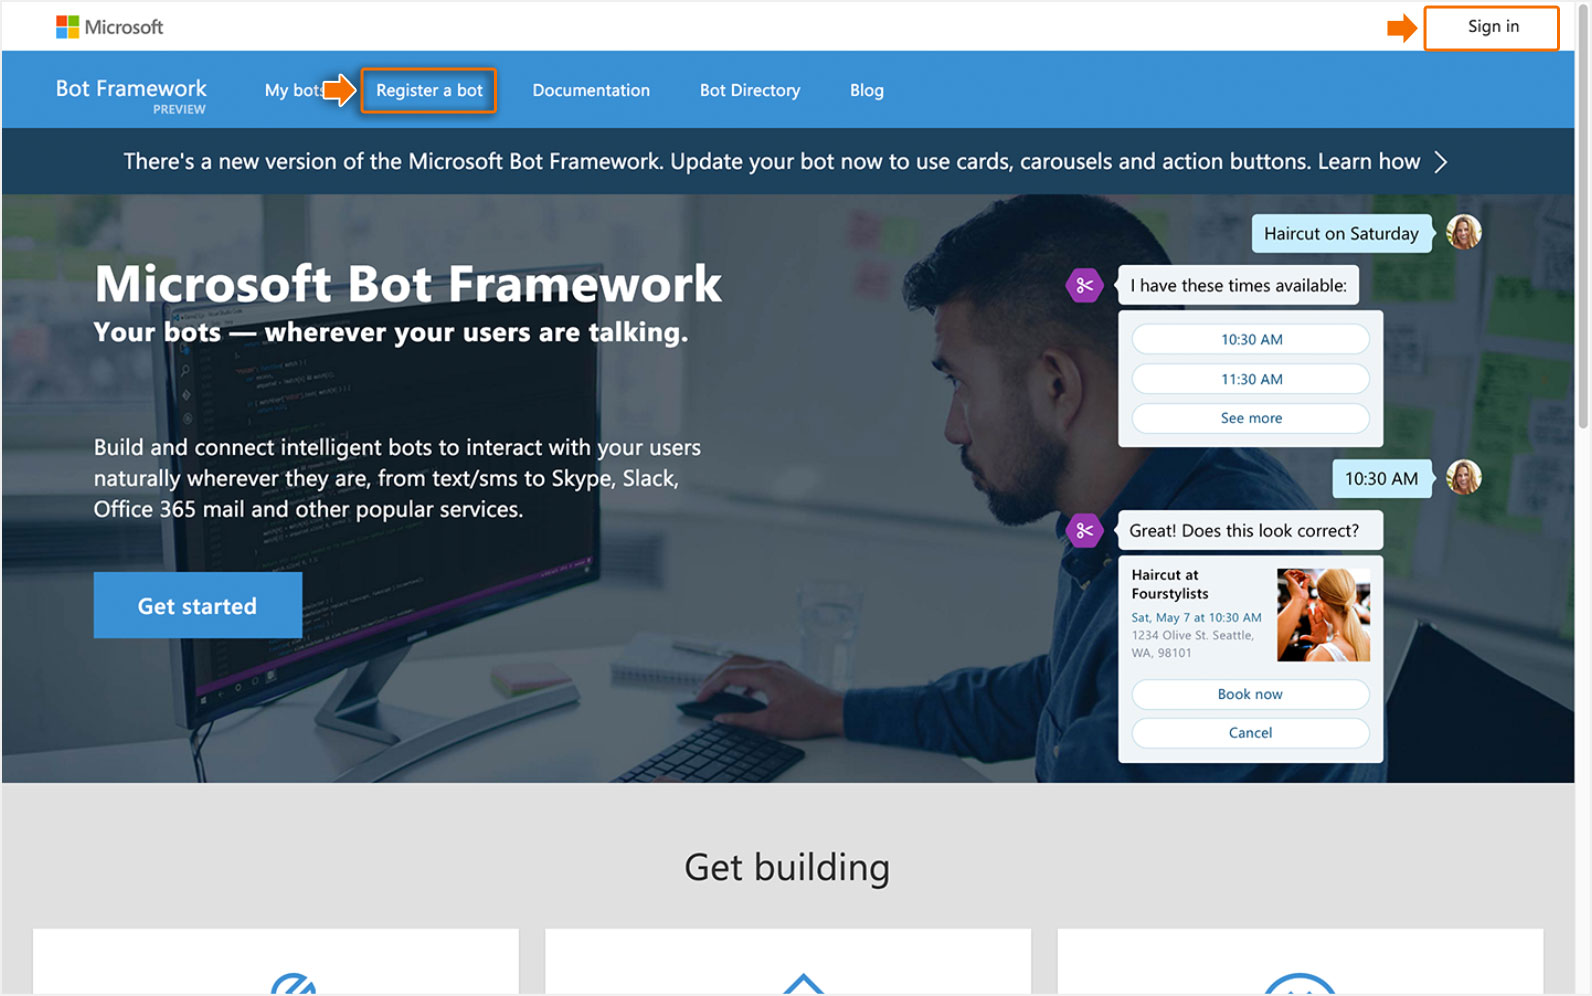 Microsoft
Sign in
Bot Framework
PREVIEW
My bots
Register a bot
Documentation
Bot Directory
Blog
There's a new version of the Microsoft Bot Framework. Update your bot now to use cards, carousels and action buttons. Learn how
Microsoft Bot Framework
Your bots — wherever your users are talking.
Build and connect intelligent bots to interact with your users
naturally wherever they are, from text/sms to Skype, Slack,
Office 365 mail and other popular services.
Get started
Haircut on Saturday
I have these times available:
10:30 AM
11:30 AM
See more
10:30 AM
Great! Does this look correct?
Haircut at
Fourstylists
Sat, May 7 at 10:30 AM
1234 Olive St. Seattle,
WA, 98101
Book now
Cancel
Get building